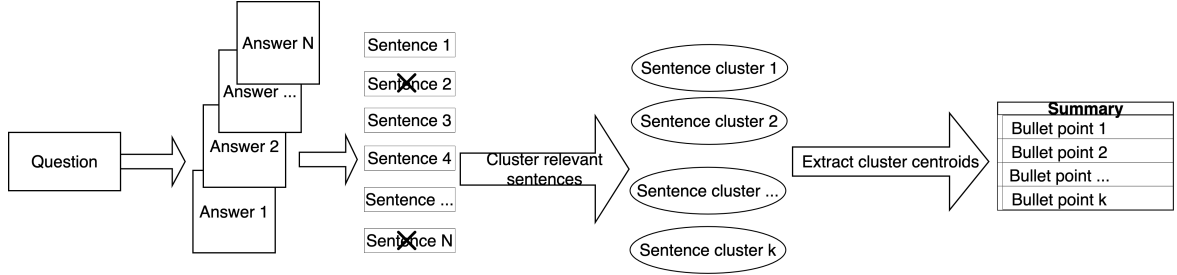 Question
Answer N
Answer ...
Answer 2
Answer 1
Sentence 1
Sentence 2
Sentence 3
Sentence 4
Sentence ...
Sentence N
Cluster relevant
sentences
Sentence cluster 1
Sentence cluster 2
Sentence cluster ...
Sentence cluster k
Extract cluster centroids
Summary
Bullet point 1
Bullet point 2
Bullet point ...
Bullet point k